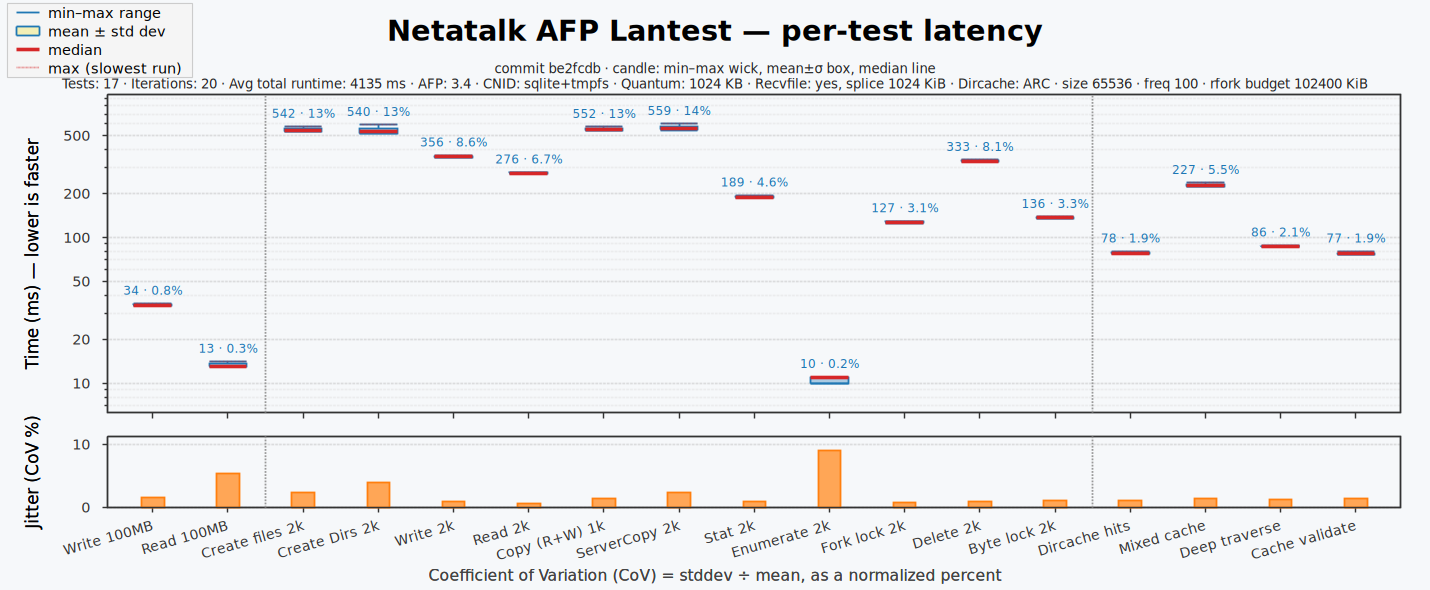 min–max range
mean ± std dev
median
max (slowest run)
Netatalk AFP Lantest — per-test latency
commit be2fcdb · candle: min–max wick, mean±σ box, median line
Tests: 17 · Iterations: 20 · Avg total runtime: 4135 ms · AFP: 3.4 · CNID: sqlite+tmpfs · Quantum: 1024 KB · Recvfile: yes, splice 1024 KiB · Dircache: ARC · size 65536 · freq 100 · rfork budget 102400 KiB
Time (ms) — lower is faster
500
200
100
50
20
10
34 · 0.8%
13 · 0.3%
542 · 13%
540 · 13%
356 · 8.6%
276 · 6.7%
552 · 13%
559 · 14%
189 · 4.6%
10 · 0.2%
127 · 3.1%
333 · 8.1%
136 · 3.3%
78 · 1.9%
227 · 5.5%
86 · 2.1%
77 · 1.9%
Jitter (CoV %)
10
0
Write 100MB
Read 100MB
Create files 2k
Create Dirs 2k
Write 2k
Read 2k
Copy (R+W) 1k
ServerCopy 2k
Stat 2k
Enumerate 2k
Fork lock 2k
Delete 2k
Byte lock 2k
Dircache hits
Mixed cache
Deep traverse
Cache validate
Coefficient of Variation (CoV) = stddev ÷ mean, as a normalized percent